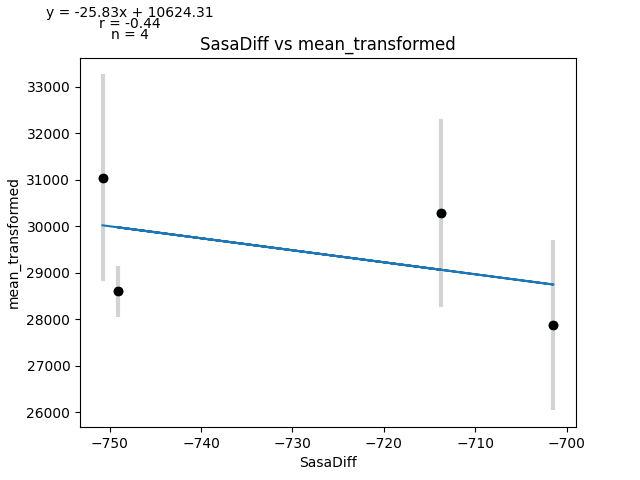 y = -25.83x + 10624.31
r = -0.44
n = 4
SasaDiff vs mean_transformed
33000
32000
31000
30000
29000
28000
27000
26000
mean_transformed
−750
−740
−730
−720
−710
−700
SasaDiff